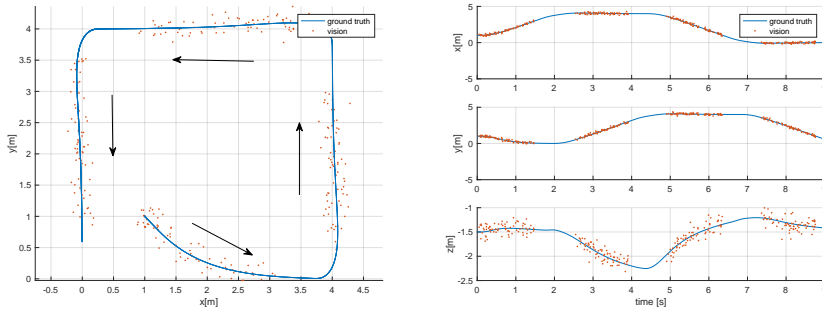 ground truth
vision
4
3.5
3
2.5
2
1.5
1
0.5
0
y[m]
-0.5 0 0.5 1 1.5 2 2.5 3 3.5 4 4.5
x[m]
ground truth
vision
5
0
-5
x[m]
0 1 2 3 4 5 6 7 8 9
5
0
-5
y[m]
0 1 2 3 4 5 6 7 8 9
-1
-1.5
-2
-2.5
z[m]
0 1 2 3 4 5 6 7 8 9
time [s]